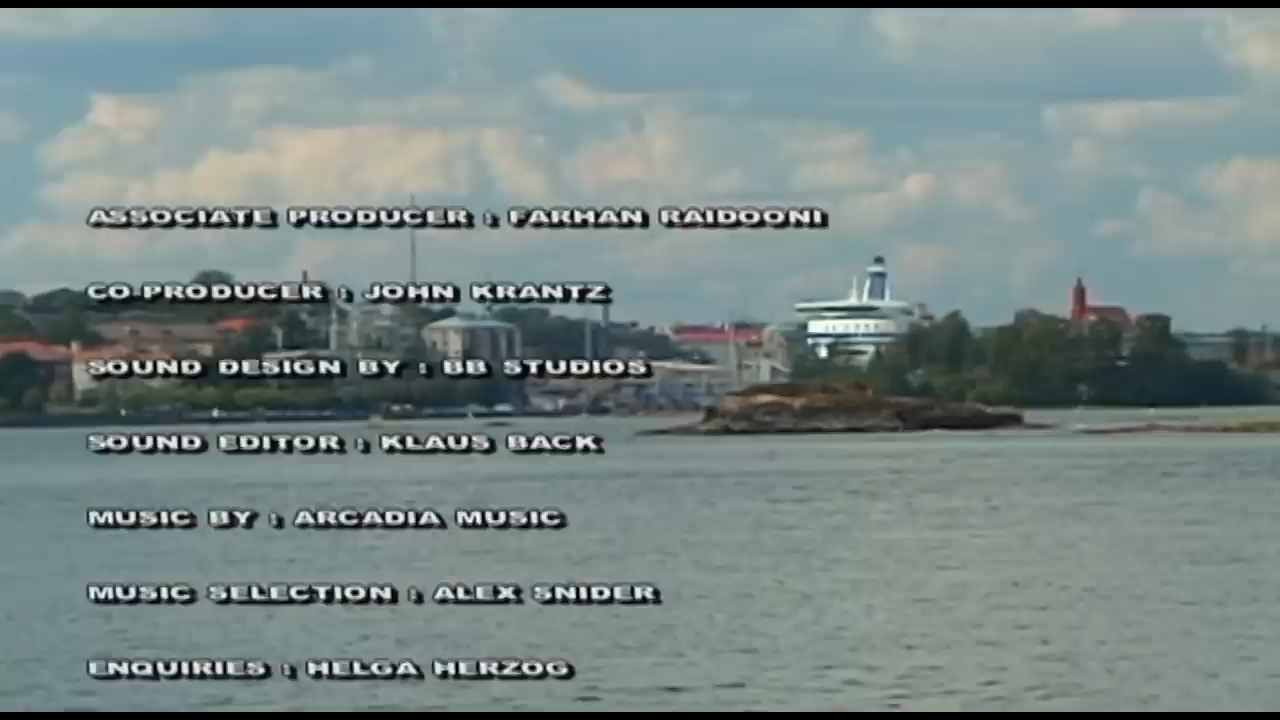 ASSOCIATE PRODUCER : FARHAN RAIDOONI
CO-PRODUCER : JOHN KRANTZ
SOUND DESIGN BY : BB STUDIOS
SOUND EDITOR : KLAUS BACK
MUSIC BY : ARCADIA MUSIC
MUSIC SELECTION : ALEX SNIDER
ENQUIRIES : HELGA HERZOG